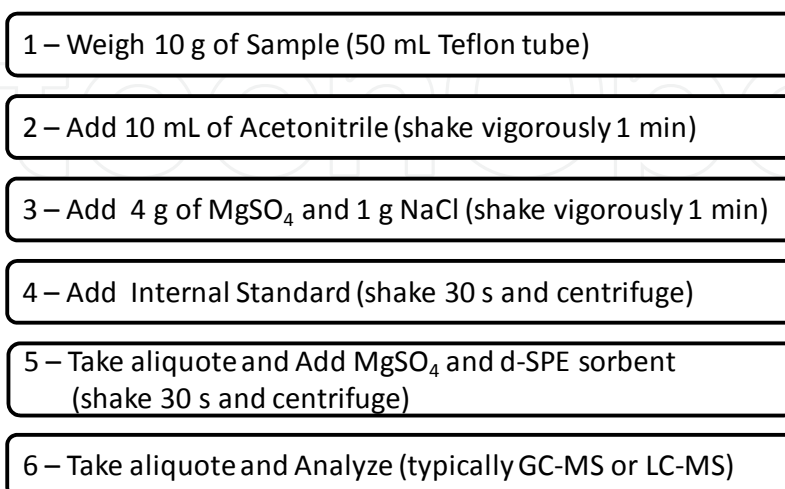 1 – Weigh 10 g of Sample (50 mL Teflon tube)
2 – Add 10 mL of Acetonitrile (shake vigorously 1 min)
3 – Add 4 g of MgSO₄ and 1 g NaCl (shake vigorously 1 min)
4 – Add Internal Standard (shake 30 s and centrifuge)
5 – Take aliquote and Add MgSO₄ and d-SPE sorbent
(shake 30 s and centrifuge)
6 – Take aliquote and Analyze (typically GC-MS or LC-MS)